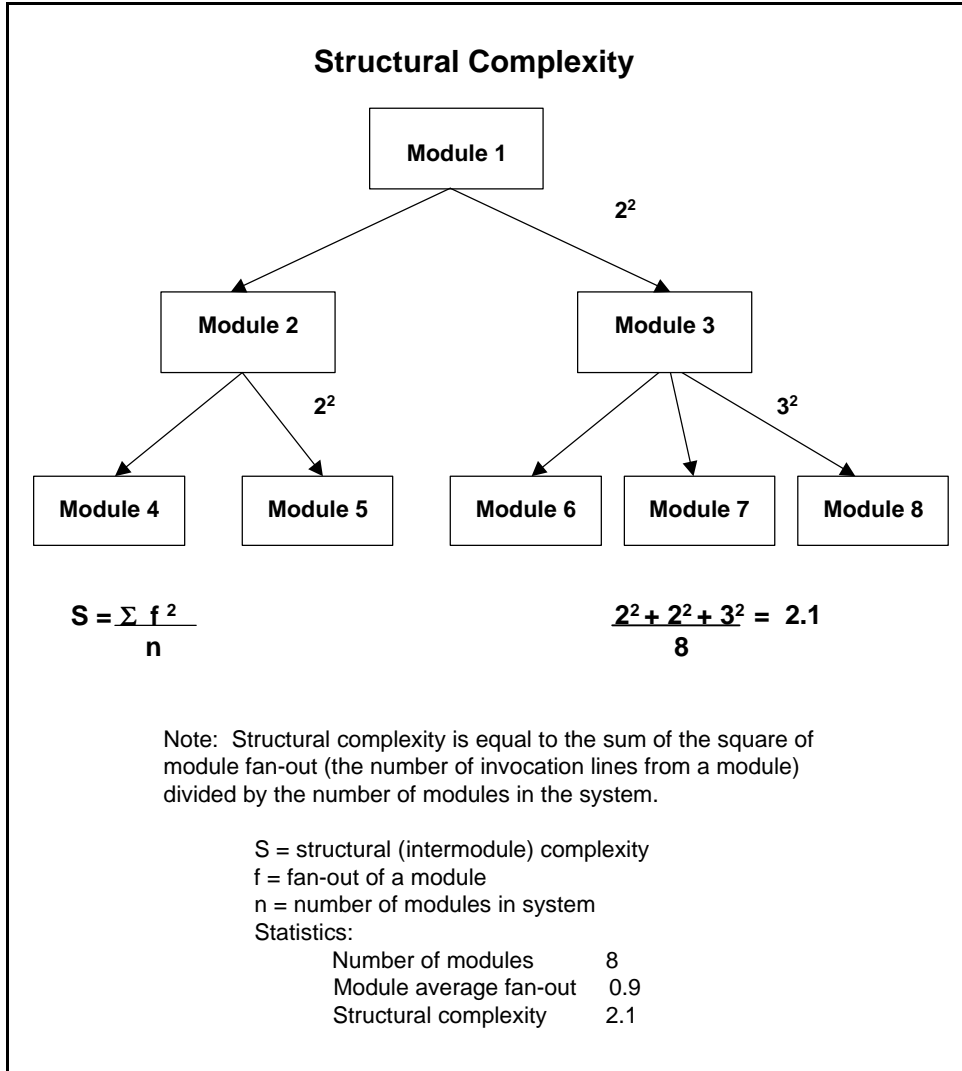 Structural Complexity
Module 1
2²
Module 2
Module 3
2²
3²
Module 4
Module 5
Module 6
Module 7
Module 8
S = Σ f ²
n
2² + 2² + 3² = 2.1
8
Note: Structural complexity is equal to the sum of the square of
module fan-out (the number of invocation lines from a module)
divided by the number of modules in the system.
S = structural (intermodule) complexity
f = fan-out of a module
n = number of modules in system
Statistics:
Number of modules 8
Module average fan-out 0.9
Structural complexity 2.1